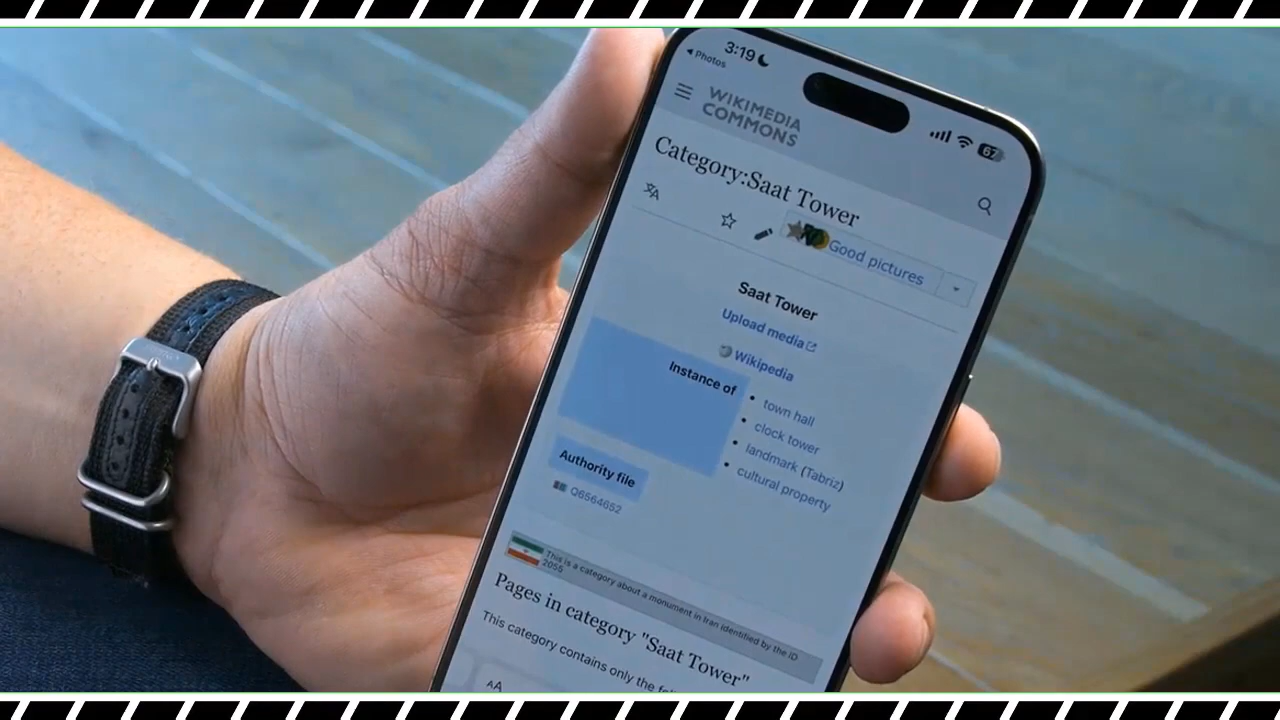 3:19
Photos
67
WIKIMEDIA
COMMONS
Category:Saat Tower
Good pictures
Saat Tower
Upload media
Wikipedia
Instance of
town hall
clock tower
landmark (Tabriz)
cultural property
Authority file
Q6564652
This is a category about a monument in Iran identified by the ID
2055
Pages in category "Saat Tower"
This category contains only the
AA